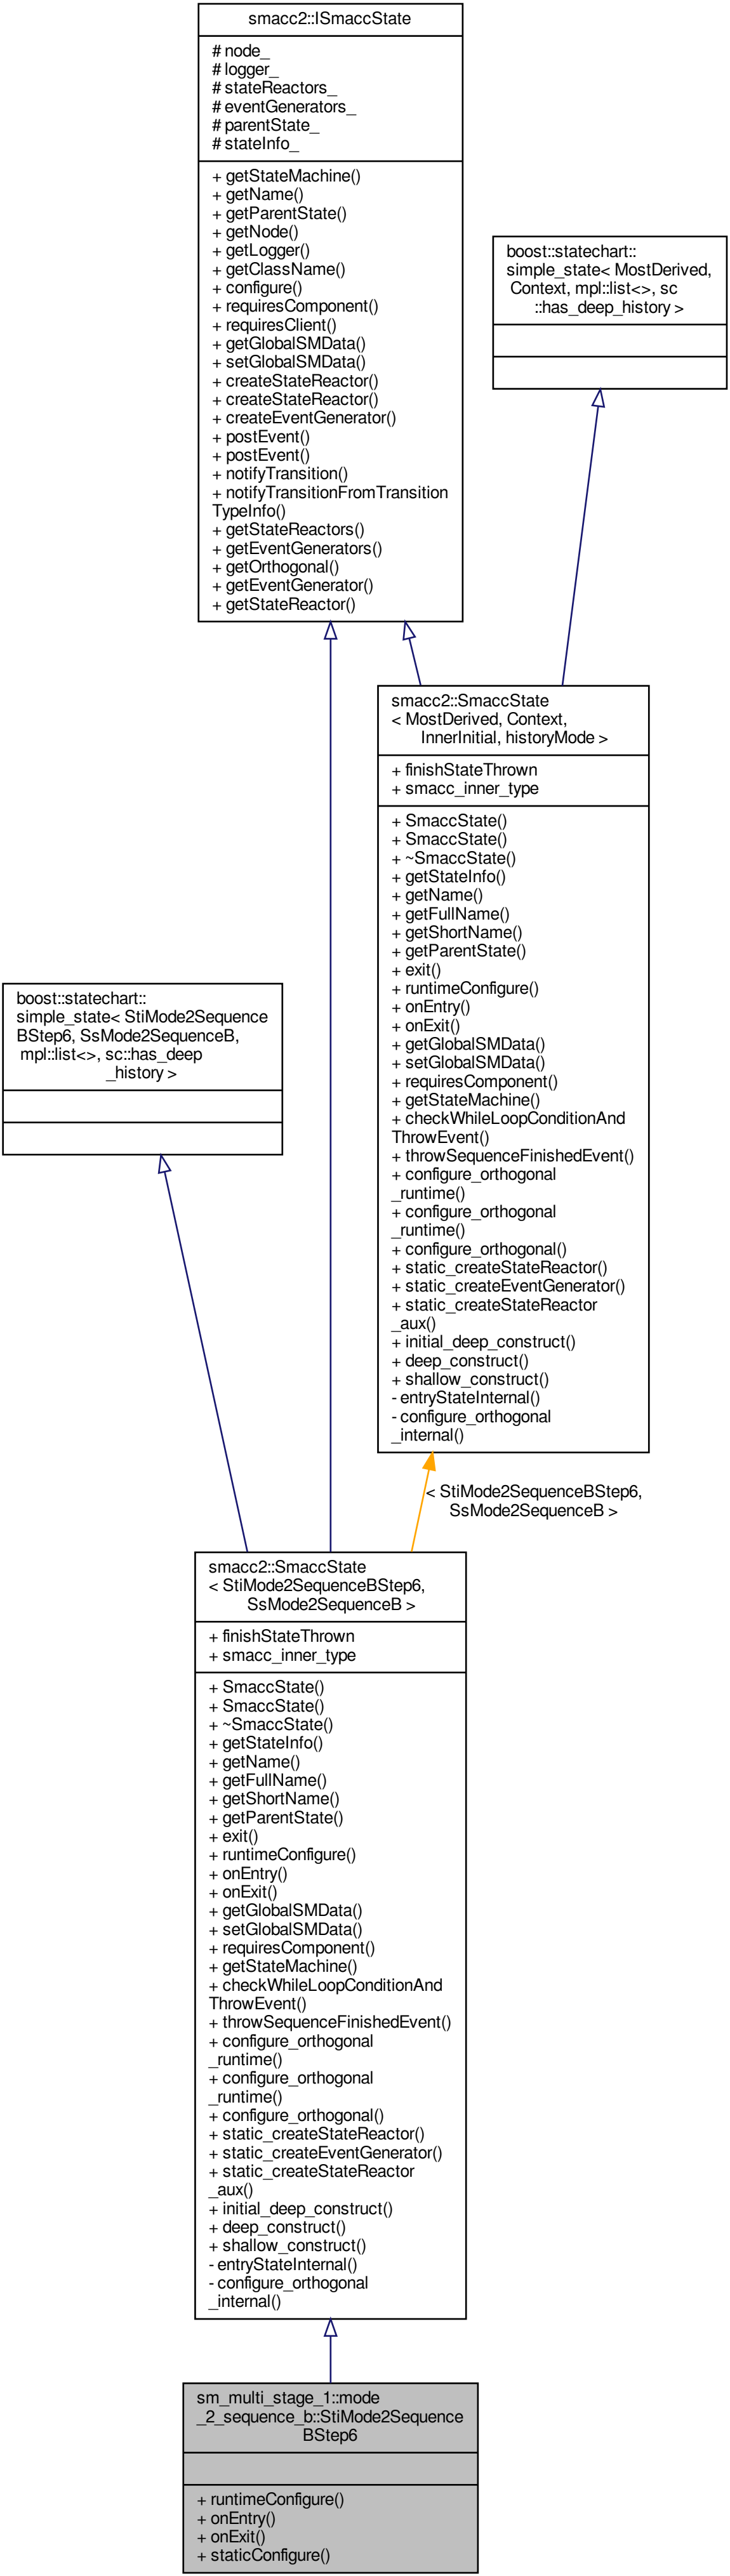 smacc2::ISmaccState
# node_
# logger_
# stateReactors_
# eventGenerators_
# parentState_
# stateInfo_
+ getStateMachine()
+ getName()
+ getParentState()
+ getNode()
+ getLogger()
+ getClassName()
+ configure()
+ requiresComponent()
+ requiresClient()
+ getGlobalSMData()
+ setGlobalSMData()
+ createStateReactor()
+ createStateReactor()
+ createEventGenerator()
+ postEvent()
+ postEvent()
+ notifyTransition()
+ notifyTransitionFromTransition
TypeInfo()
+ getStateReactors()
+ getEventGenerators()
+ getOrthogonal()
+ getEventGenerator()
+ getStateReactor()
boost::statechart::
simple_state< MostDerived,
Context, mpl::list<>, sc
::has_deep_history >
smacc2::SmaccState
< MostDerived, Context,
InnerInitial, historyMode >
+ finishStateThrown
+ smacc_inner_type
+ SmaccState()
+ SmaccState()
+ ~SmaccState()
+ getStateInfo()
+ getName()
+ getFullName()
+ getShortName()
+ getParentState()
+ exit()
+ runtimeConfigure()
+ onEntry()
+ onExit()
+ getGlobalSMData()
+ setGlobalSMData()
+ requiresComponent()
+ getStateMachine()
+ checkWhileLoopConditionAnd
ThrowEvent()
+ throwSequenceFinishedEvent()
+ configure_orthogonal
_runtime()
+ configure_orthogonal
_runtime()
+ configure_orthogonal()
+ static_createStateReactor()
+ static_createEventGenerator()
+ static_createStateReactor
_aux()
+ initial_deep_construct()
+ deep_construct()
+ shallow_construct()
- entryStateInternal()
- configure_orthogonal
_internal()
boost::statechart::
simple_state< StiMode2Sequence
BStep6, SsMode2SequenceB,
mpl::list<>, sc::has_deep
_history >
< StiMode2SequenceBStep6,
SsMode2SequenceB >
smacc2::SmaccState
< StiMode2SequenceBStep6,
SsMode2SequenceB >
+ finishStateThrown
+ smacc_inner_type
+ SmaccState()
+ SmaccState()
+ ~SmaccState()
+ getStateInfo()
+ getName()
+ getFullName()
+ getShortName()
+ getParentState()
+ exit()
+ runtimeConfigure()
+ onEntry()
+ onExit()
+ getGlobalSMData()
+ setGlobalSMData()
+ requiresComponent()
+ getStateMachine()
+ checkWhileLoopConditionAnd
ThrowEvent()
+ throwSequenceFinishedEvent()
+ configure_orthogonal
_runtime()
+ configure_orthogonal
_runtime()
+ configure_orthogonal()
+ static_createStateReactor()
+ static_createEventGenerator()
+ static_createStateReactor
_aux()
+ initial_deep_construct()
+ deep_construct()
+ shallow_construct()
- entryStateInternal()
- configure_orthogonal
_internal()
sm_multi_stage_1::mode
_2_sequence_b::StiMode2Sequence
BStep6
+ runtimeConfigure()
+ onEntry()
+ onExit()
+ staticConfigure()